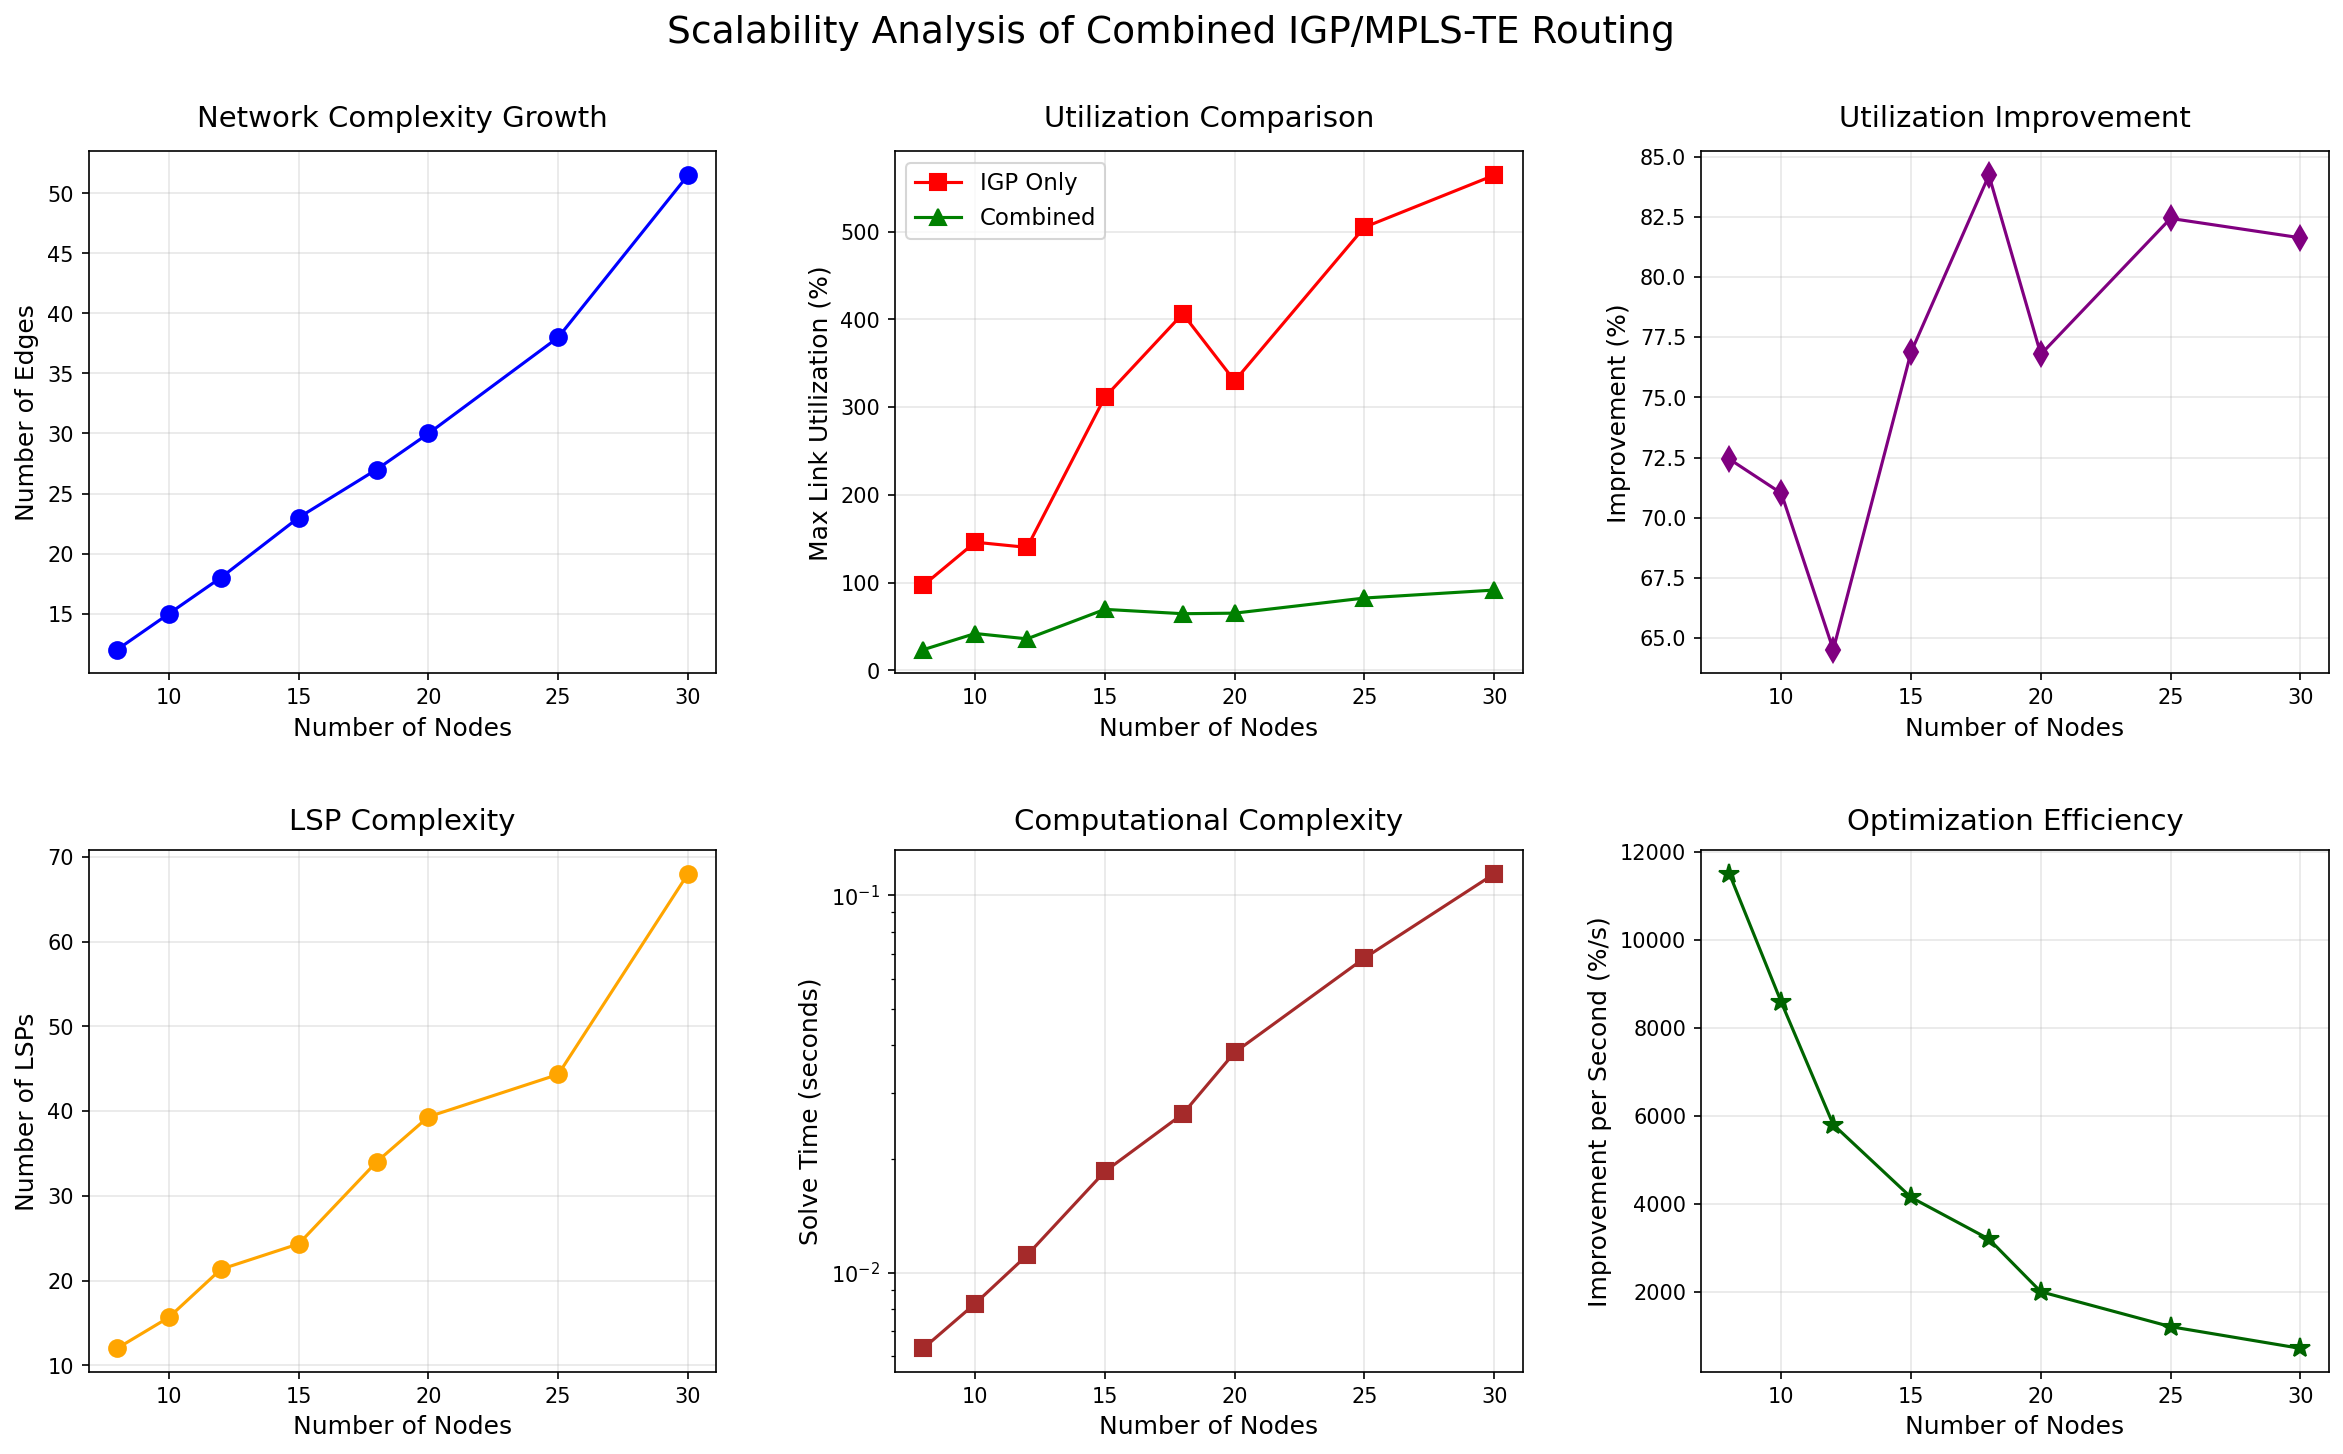 Scalability Analysis of Combined IGP/MPLS-TE Routing
Network Complexity Growth
50
45
40
35
30
25
20
15
Number of Edges
10 15 20 25 30
Number of Nodes
Utilization Comparison
IGP Only
Combined
500
400
300
200
100
0
Max Link Utilization (%)
10 15 20 25 30
Number of Nodes
Utilization Improvement
85.0
82.5
80.0
77.5
75.0
72.5
70.0
67.5
65.0
Improvement (%)
10 15 20 25 30
Number of Nodes
LSP Complexity
70
60
50
40
30
20
10
Number of LSPs
10 15 20 25 30
Number of Nodes
Computational Complexity
10⁻¹
10⁻²
Solve Time (seconds)
10 15 20 25 30
Number of Nodes
Optimization Efficiency
12000
10000
8000
6000
4000
2000
Improvement per Second (%/s)
10 15 20 25 30
Number of Nodes